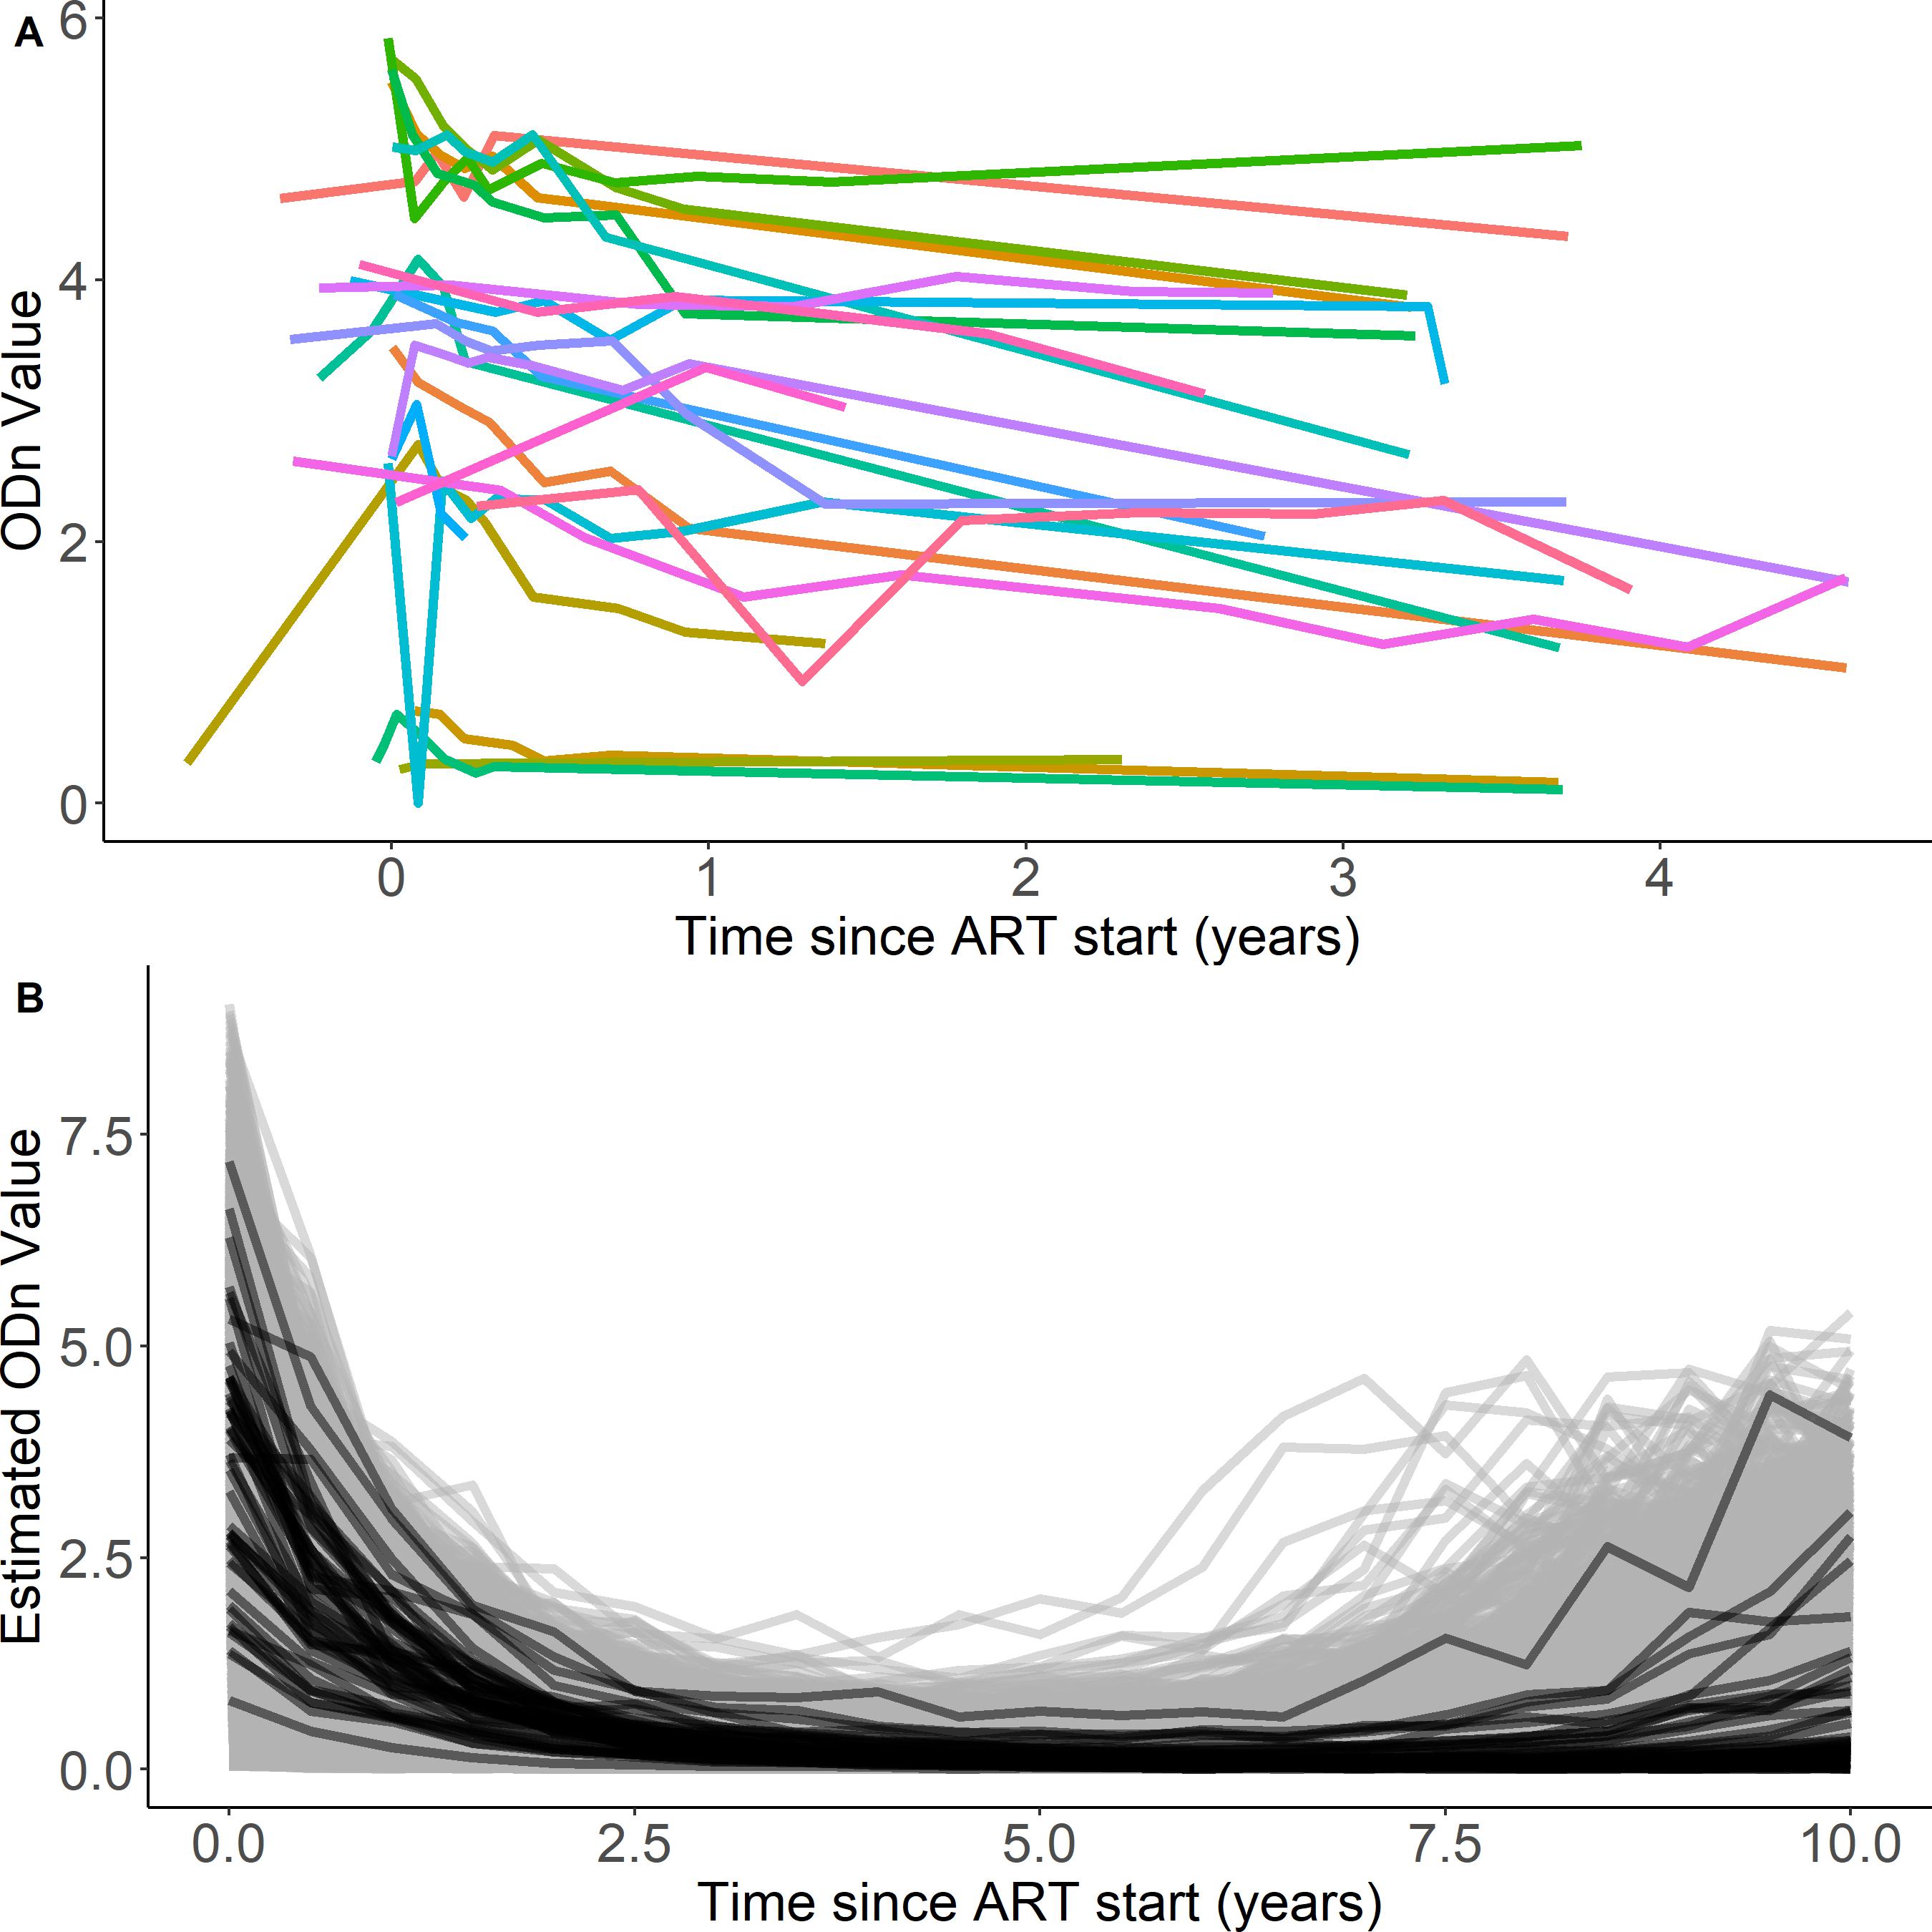 A
6
4
2
0
ODn Value
0 1 2 3 4
Time since ART start (years)
B
7.5
5.0
2.5
0.0
Estimated ODn Value
0.0 2.5 5.0 7.5 10.0
Time since ART start (years)